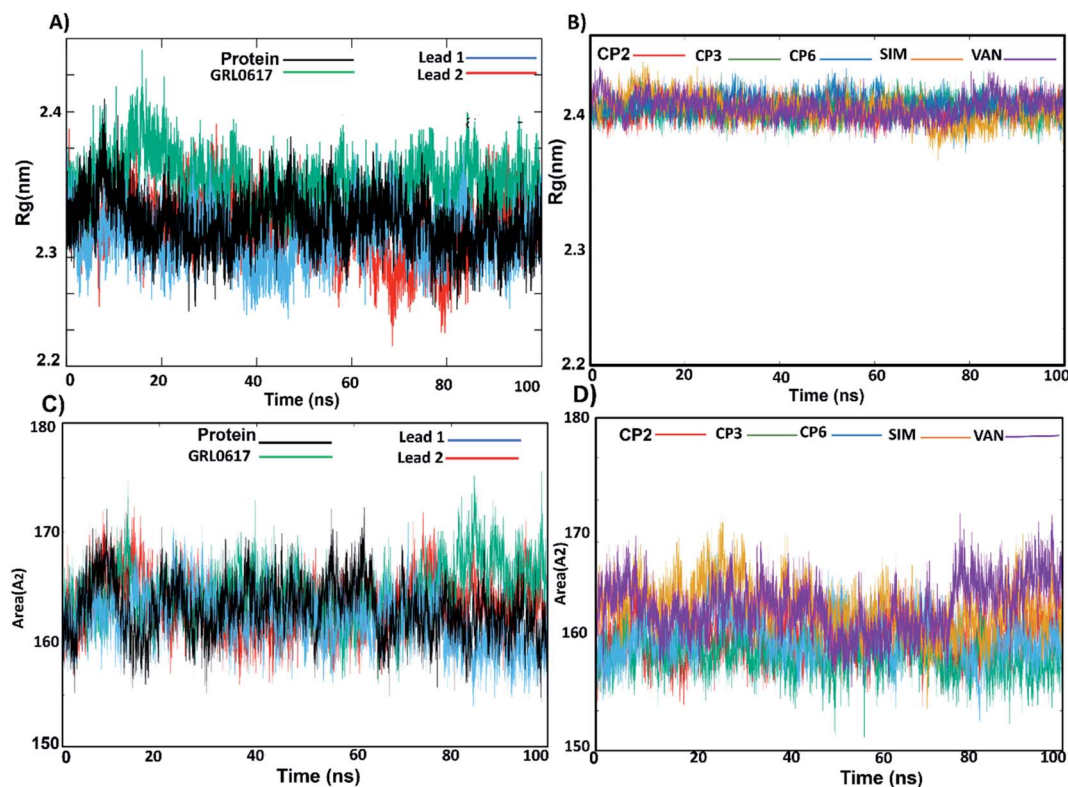 A)
Protein Lead 1
GRL0617 Lead 2
2.4
2.3
2.2
Rg(nm)
0 20 40 60 80 100
Time (ns)
B)
CP2 CP3 CP6 SIM VAN
2.4
2.3
2.2
Rg(nm)
0 20 40 60 80 100
Time (ns)
C)
180
Protein Lead 1
GRL0617 Lead 2
170
160
150
Area(A2)
0 20 40 60 80 100
Time (ns)
D)
180
CP2 CP3 CP6 SIM VAN
170
160
150
Area(A2)
0 20 40 60 80 100
Time (ns)